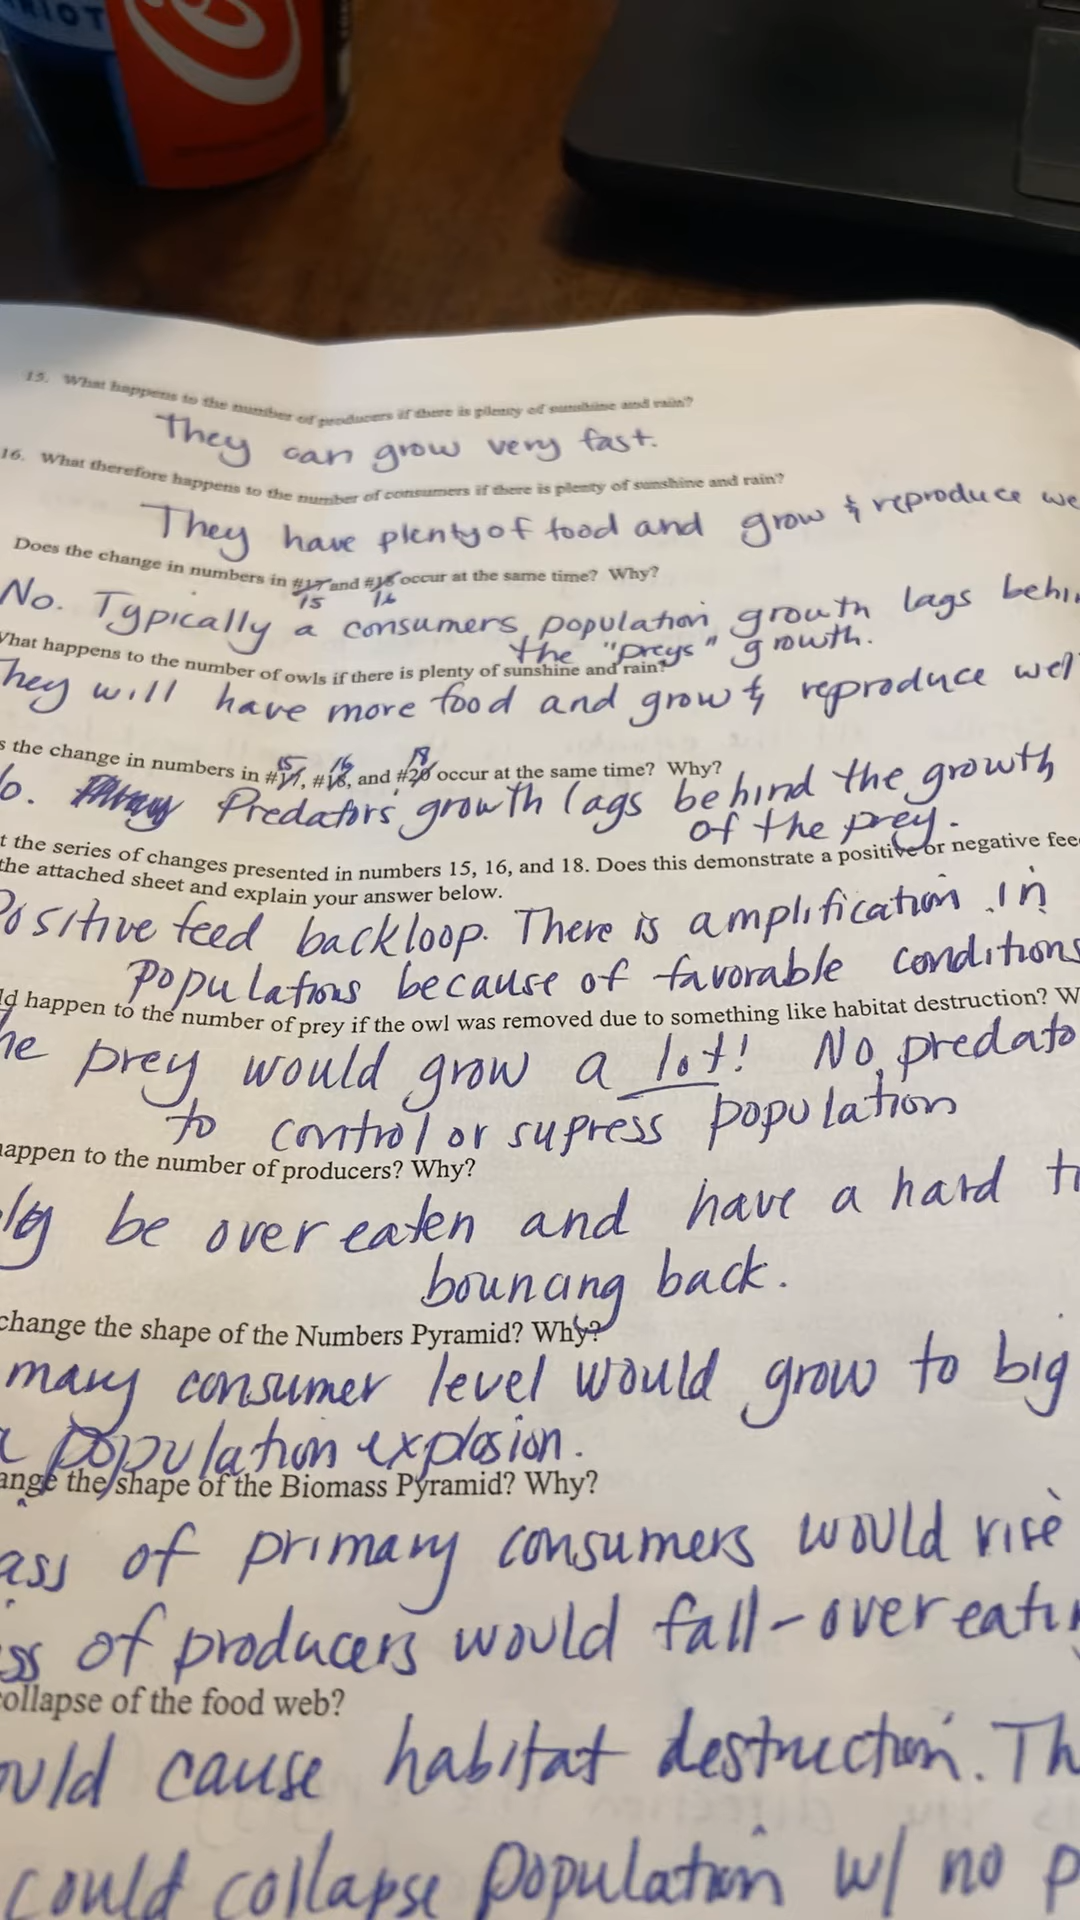 RIOT
15. What happens to the number of producers if there is plenty of sunshine and rain?
They can grow very fast.
16. What therefore happens to the number of consumers if there is plenty of sunshine and rain?
They have plenty of food and grow & reproduce we
Does the change in numbers in #17 and #18 occur at the same time? Why?
15 16
No. Typically a consumers population growth lags behin
the "preys" growth.
What happens to the number of owls if there is plenty of sunshine and rain?
They will have more food and grow & reproduce well
15 16 18
s the change in numbers in #17, #18, and #20 occur at the same time? Why?
o. Predators growth lags behind the growth
of the prey.
t the series of changes presented in numbers 15, 16, and 18. Does this demonstrate a positive or negative fee
the attached sheet and explain your answer below.
Positive feed back loop. There is amplification in
populations because of favorable conditions
ld happen to the number of prey if the owl was removed due to something like habitat destruction? W
he prey would grow a lot! No predato
to control or supress population
happen to the number of producers? Why?
be over eaten and have a hard ti
bouncing back.
change the shape of the Numbers Pyramid? Why?
mary consumer level would grow to big
a population explosion.
ange the shape of the Biomass Pyramid? Why?
ass of primary consumers would rise
ss of producers would fall - over eatin
collapse of the food web?
ould cause habitat destruction. Th
could collapse population w/ no p